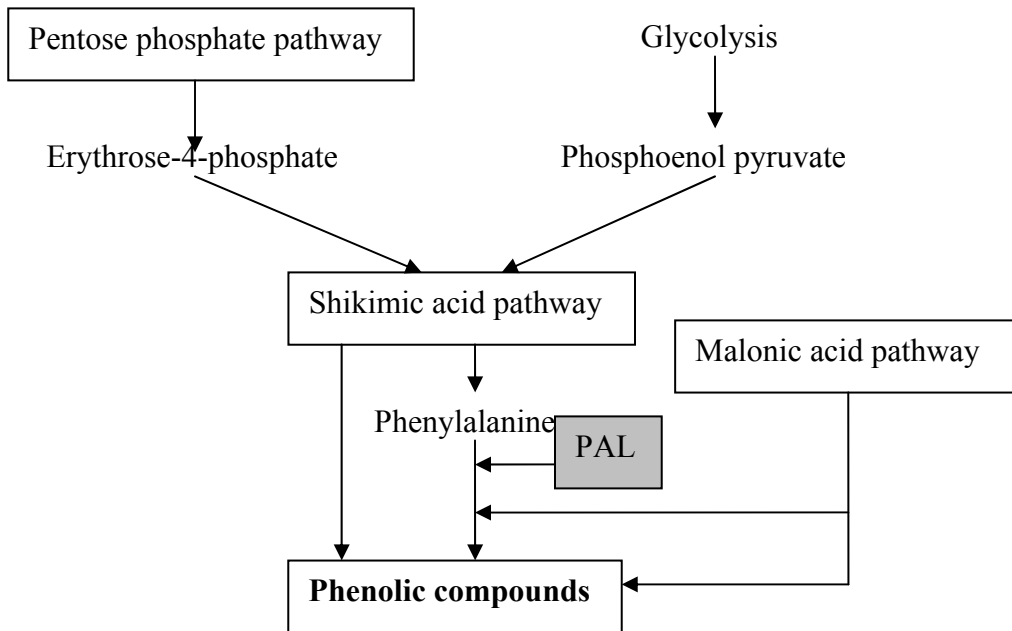 Pentose phosphate pathway
Glycolysis
Erythrose-4-phosphate
Phosphoenol pyruvate
Shikimic acid pathway
Malonic acid pathway
Phenylalanine
PAL
Phenolic compounds